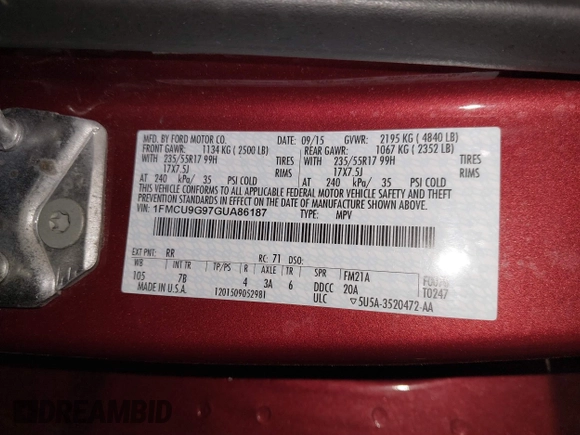 MFD. BY FORD MOTOR CO.
DATE: 09/15 GVWR: 2195 KG (4840 LB)
FRONT GAWR: 1134 KG (2500 LB) REAR GAWR: 1067 KG (2352 LB)
WITH 235/55R17 99H TIRES WITH 235/55R17 99H TIRES
17X7.5J RIMS 17X7.5J RIMS
AT 240 kPa/ 35 PSI COLD AT 240 kPa/ 35 PSI COLD
THIS VEHICLE CONFORMS TO ALL APPLICABLE FEDERAL MOTOR VEHICLE SAFETY AND THEFT
PREVENTION STANDARDS IN EFFECT ON THE DATE OF MANUFACTURE SHOWN ABOVE.
VIN: 1FMCU9G97GUA86187 TYPE: MPV
EXT PNT: RR RC: 71 DSO:
WB INT TR TP/PS R AXLE TR SPR FM21A
105 7B 4 3A 6 DDCC 20A T0247
MADE IN U.S.A. 1201509052981 ULC 5U5A-3520472-AA
DREAMBID